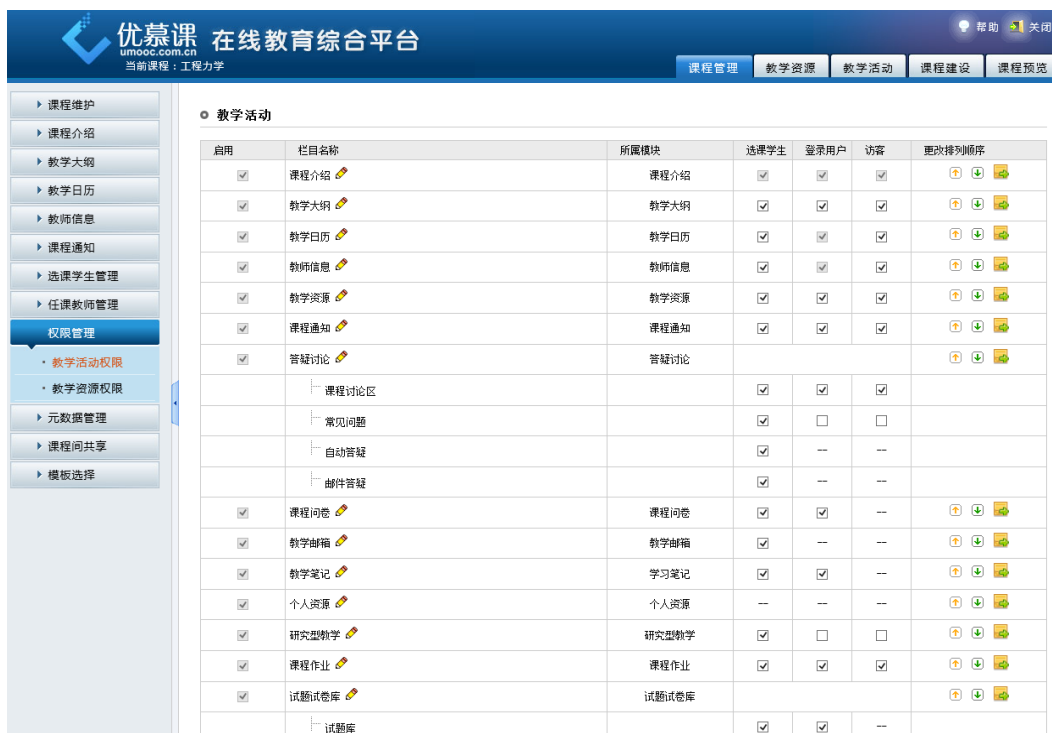 优慕课 在线教育综合平台
umooc.com.cn
当前课程：工程力学
帮助 关闭
课程管理 教学资源 教学活动 课程建设 课程预览
课程维护
课程介绍
教学大纲
教学日历
教师信息
课程通知
选课学生管理
任课教师管理
权限管理
· 教学活动权限
· 教学资源权限
元数据管理
课程间共享
模板选择
教学活动
启用 栏目名称 所属模块 选课学生 登录用户 访客 更改排列顺序
课程介绍 课程介绍
教学大纲 教学大纲
教学日历 教学日历
教师信息 教师信息
教学资源 教学资源
课程通知 课程通知
答疑讨论 答疑讨论
课程讨论区
常见问题
自动答疑 -- --
邮件答疑 -- --
课程问卷 课程问卷 --
教学邮箱 教学邮箱 -- --
教学笔记 学习笔记 --
个人资源 个人资源 -- -- --
研究型教学 研究型教学
课程作业 课程作业
试题试卷库 试题试卷库
试题库 --